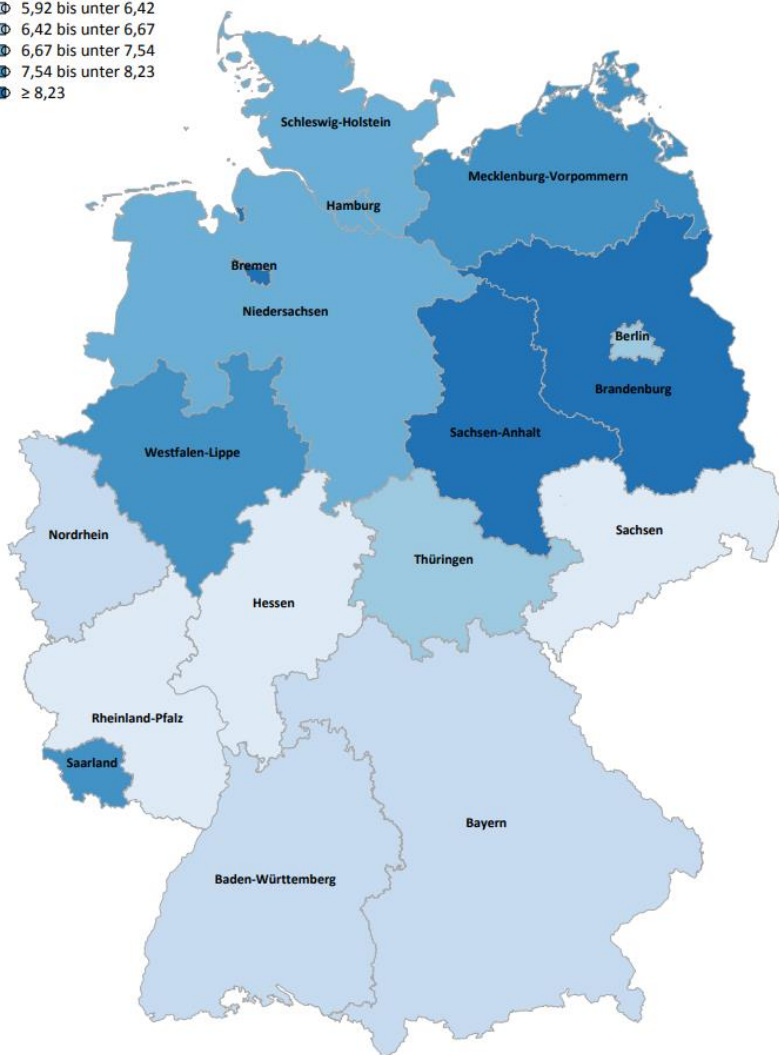 5,92 bis unter 6,42
6,42 bis unter 6,67
6,67 bis unter 7,54
7,54 bis unter 8,23
≥ 8,23
Schleswig-Holstein
Mecklenburg-Vorpommern
Hamburg
Bremen
Niedersachsen
Berlin
Brandenburg
Sachsen-Anhalt
Westfalen-Lippe
Nordrhein
Sachsen
Thüringen
Hessen
Rheinland-Pfalz
Saarland
Bayern
Baden-Württemberg